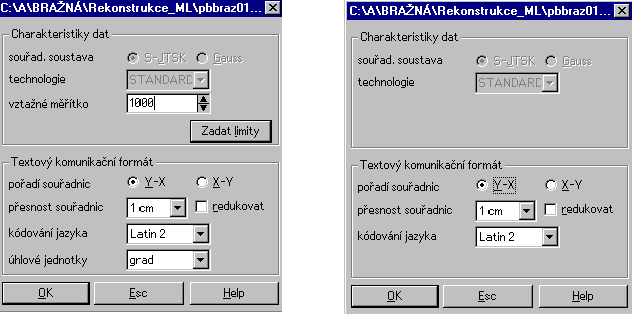 C:\A\BRAŽNÁ\Rekonstrukce_ML\pbbraz01...
Charakteristiky dat
souřad. soustava S-JTSK Gauss
technologie STANDARD
vztažné měřítko 1000
Zadat limity
Textový komunikační formát
pořadí souřadnic Y-X X-Y
přesnost souřadnic 1 cm redukovat
kódování jazyka Latin 2
úhlové jednotky grad
OK Esc Help
C:\A\BRAŽNÁ\Rekonstrukce_ML\pbbraz01...
Charakteristiky dat
souřad. soustava S-JTSK Gauss
technologie STANDARD
Textový komunikační formát
pořadí souřadnic Y-X X-Y
přesnost souřadnic 1 cm redukovat
kódování jazyka Latin 2
OK Esc Help